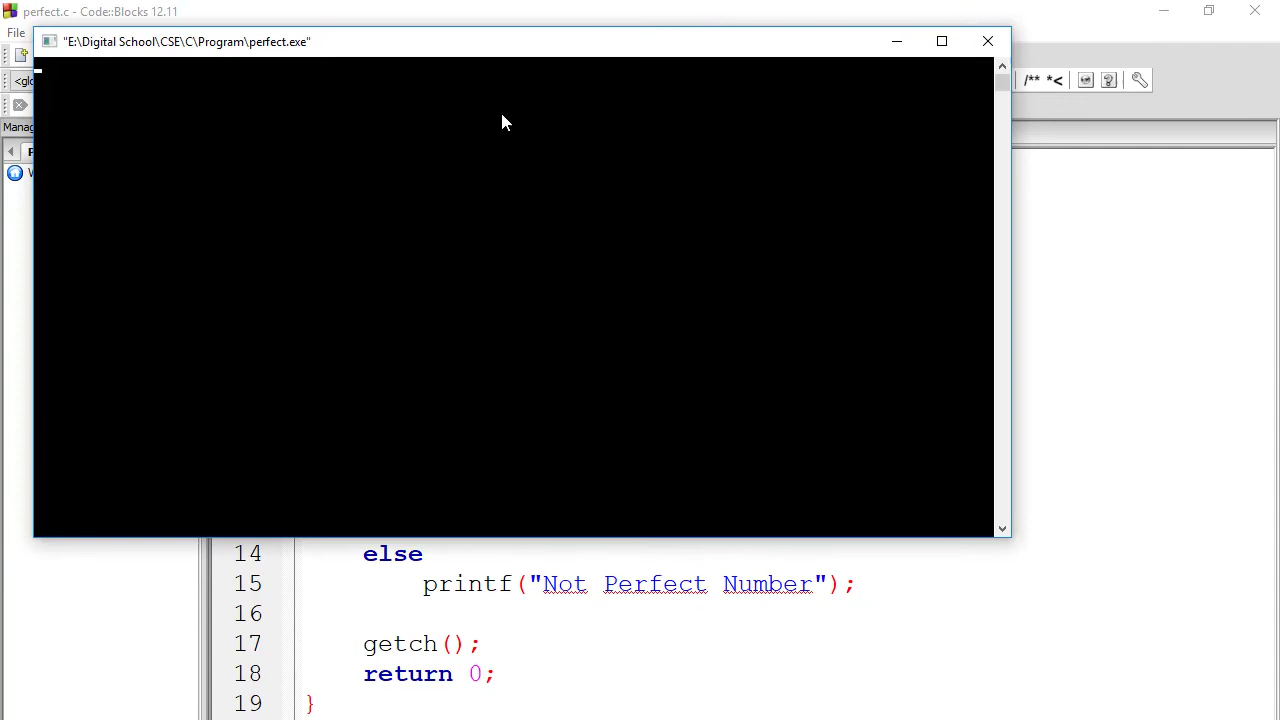 perfect.c - Code::Blocks 12.11
File
"E:\Digital School\CSE\C\Program\perfect.exe"
<glo
/** *<
Manag
14 else
15 printf("Not Perfect Number");
16
17 getch();
18 return 0;
19 }